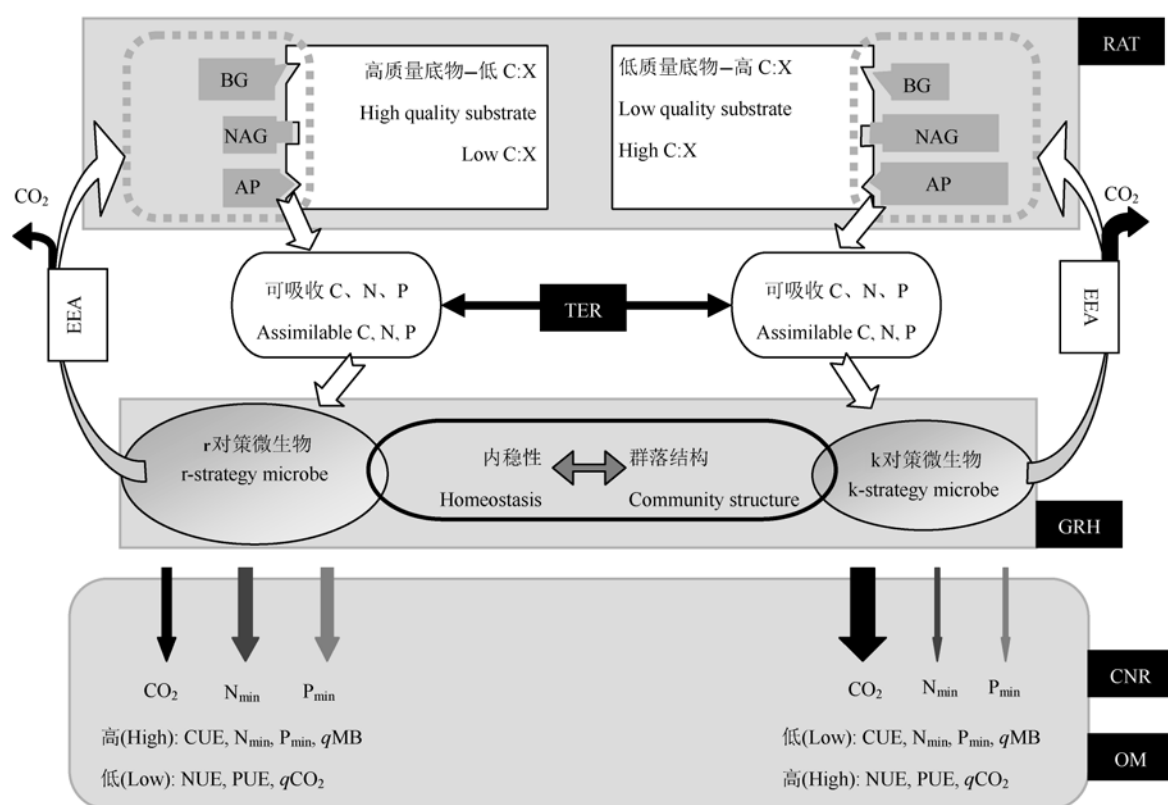 RAT
高质量底物–低 C:X
High quality substrate
Low C:X
BG
NAG
AP
低质量底物–高 C:X
Low quality substrate
High C:X
BG
NAG
AP
CO₂
CO₂
EEA
EEA
可吸收 C、N、P
Assimilable C, N, P
TER
可吸收 C、N、P
Assimilable C, N, P
r对策微生物
r-strategy microbe
内稳性
Homeostasis
群落结构
Community structure
k对策微生物
k-strategy microbe
GRH
CO₂
Nmin
Pmin
CO₂
Nmin
Pmin
CNR
高(High): CUE, Nmin, Pmin, qMB
低(Low): NUE, PUE, qCO₂
低(Low): CUE, Nmin, Pmin, qMB
高(High): NUE, PUE, qCO₂
OM